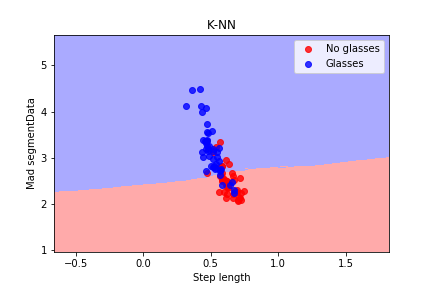 K-NN
No glasses
Glasses
Mad segmentData
5
4
3
2
1
−0.5 0.0 0.5 1.0 1.5
Step length